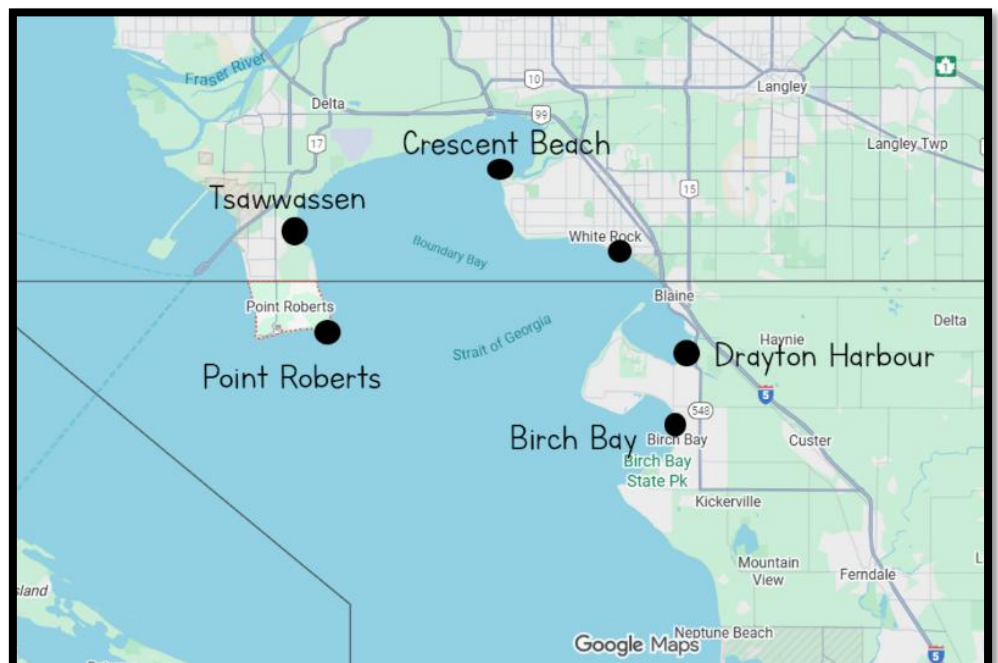 Fraser River
10
1
Langley
Delta
99
17
Crescent Beach
Langley Twp
15
Tsawwassen
White Rock
Boundary Bay
Blaine
Point Roberts
Strait of Georgia
Delta
Haynie
Drayton Harbour
Point Roberts
5
548
Birch Bay
Birch Bay
Custer
Birch Bay
State Pk
Kickerville
Mountain
View
Ferndale
sland
Google Maps
Neptune Beach
5